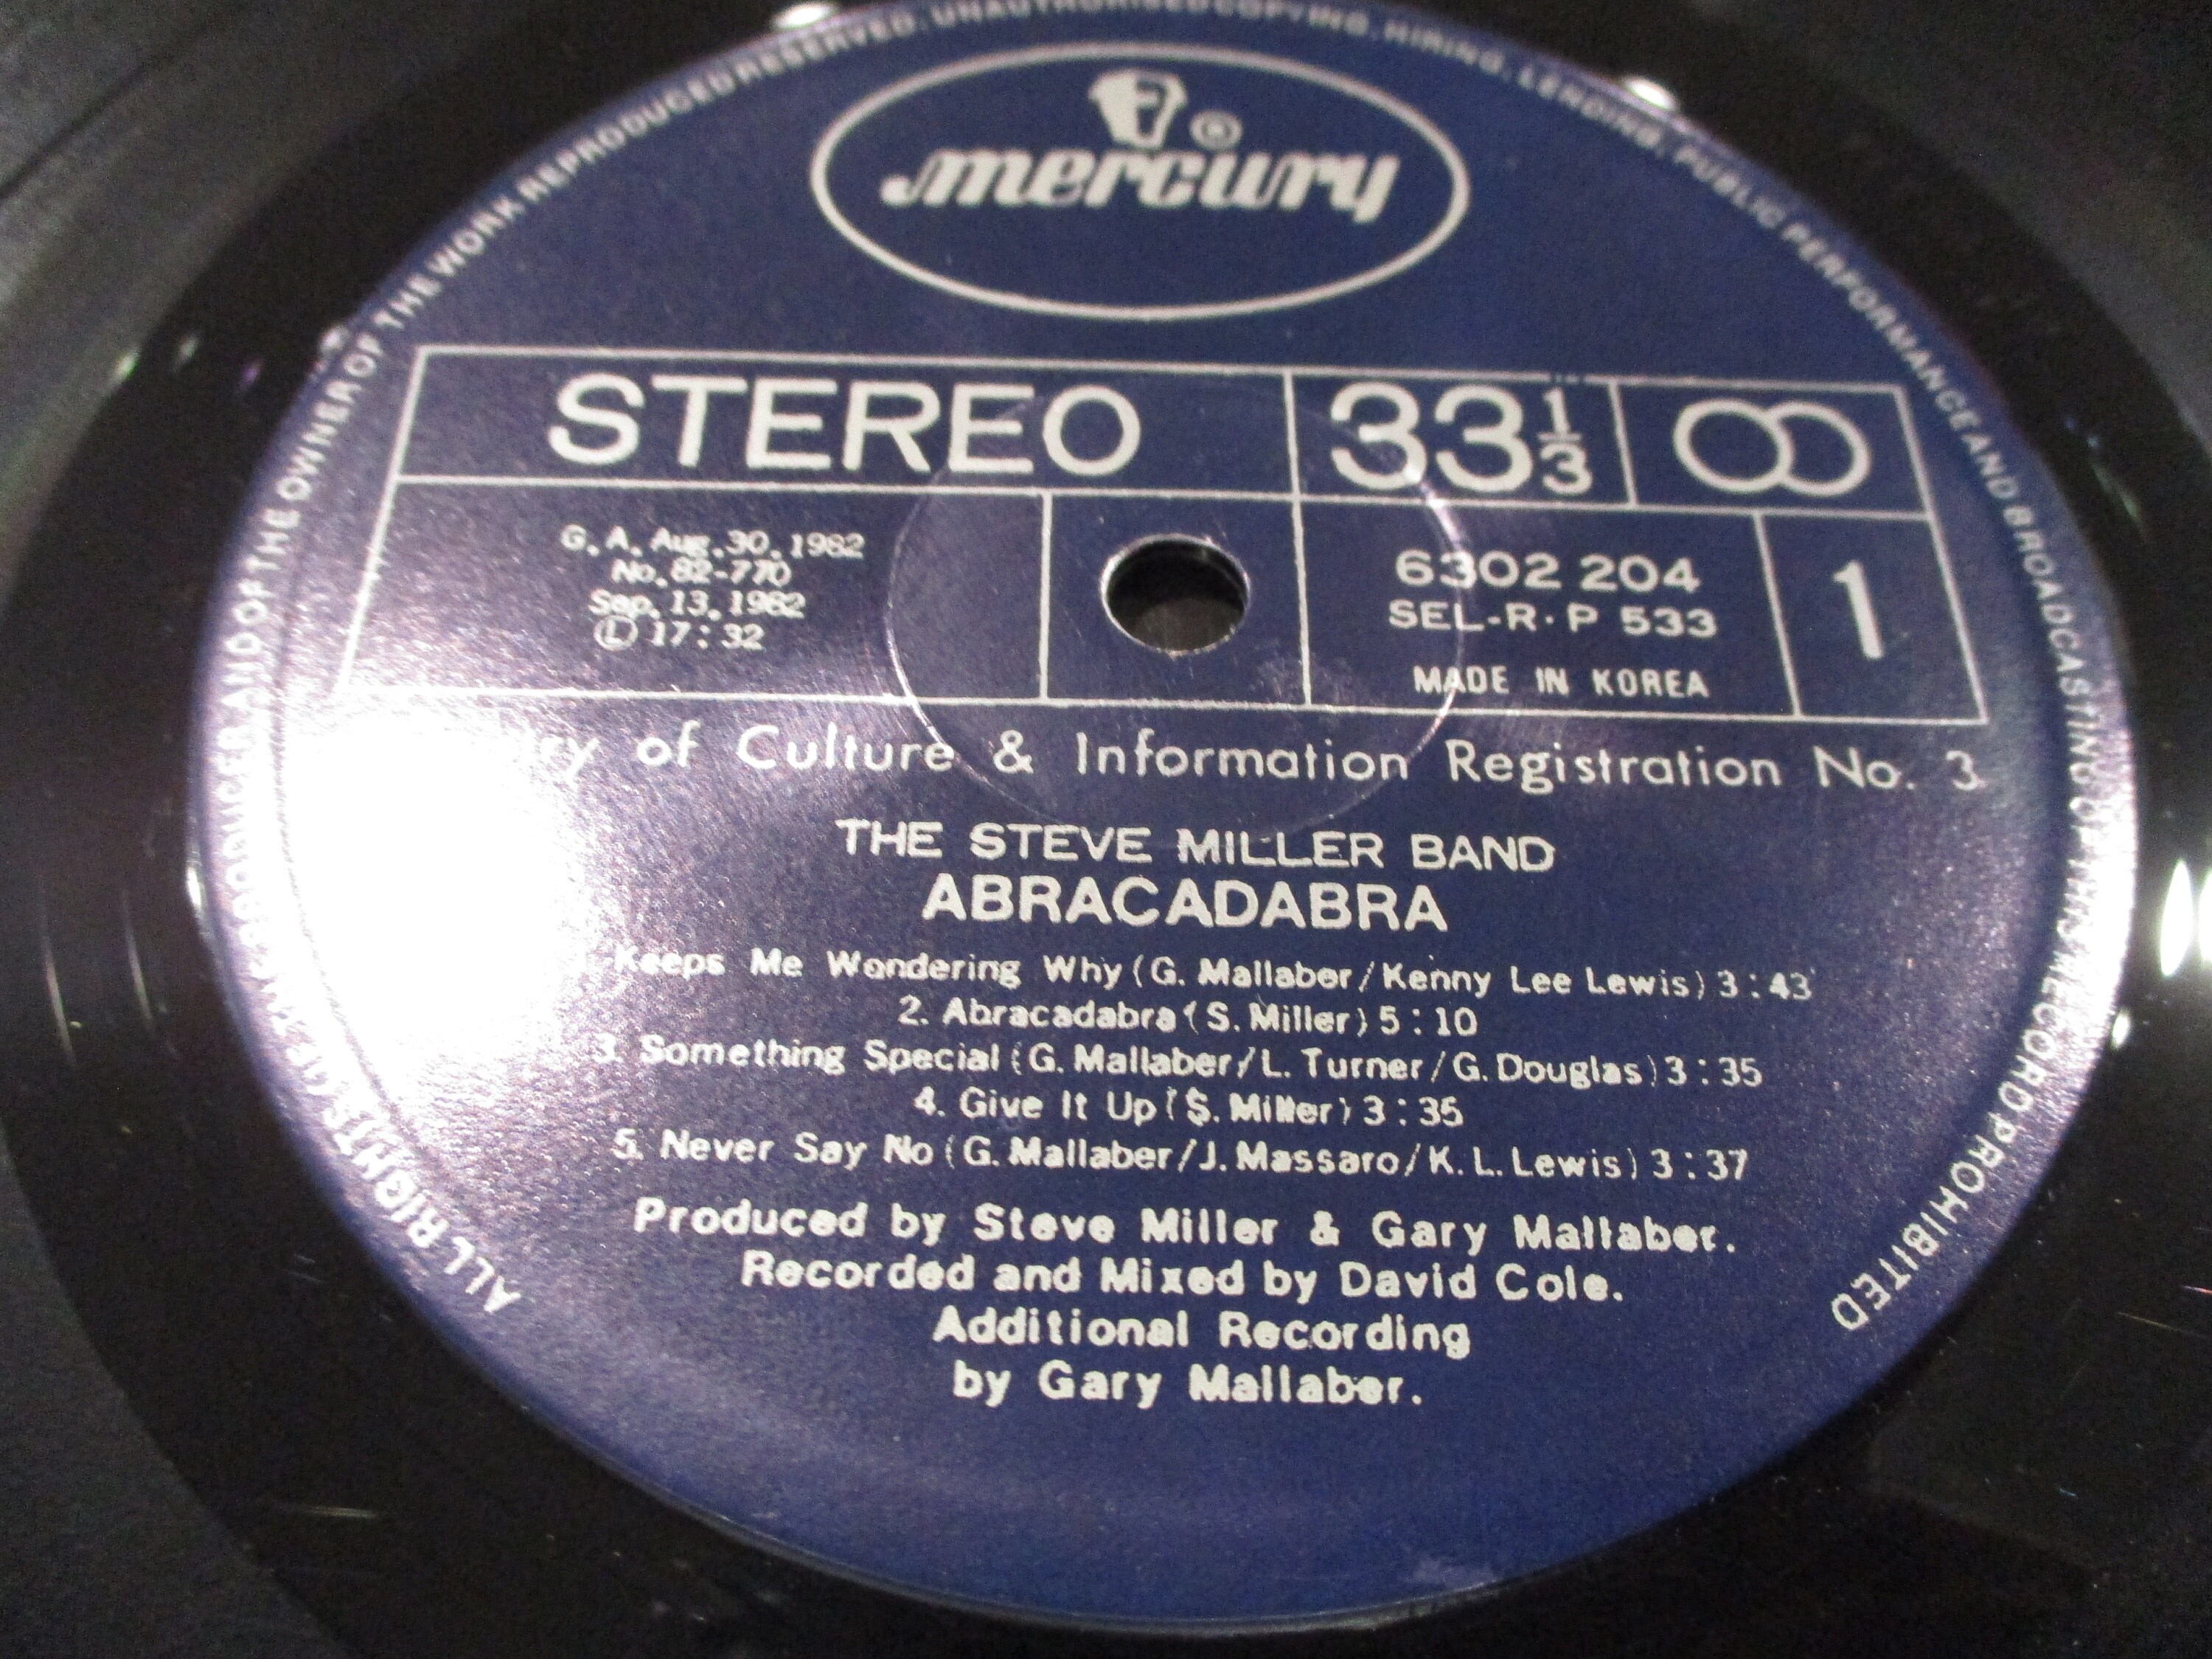 ALL RIGHTS OF THE PRODUCER AND OF THE OWNER OF THE WORK REPRODUCED RESERVED. UNAUTHORISED COPYING, HIRING, LENDING, PUBLIC PERFORMANCE AND BROADCASTING OF THIS RECORD PROHIBITED
®
mercury
STEREO
33 1/3
G. A. Aug. 30. 1982
No. 82-770
Sep. 13. 1982
Ⓛ 17 : 32
6302 204
SEL-R·P 533
MADE IN KOREA
1
of Culture & Information Registration No. 3
THE STEVE MILLER BAND
ABRACADABRA
Keeps Me Wondering Why (G. Mallaber/Kenny Lee Lewis) 3 : 43
2. Abracadabra (S. Miller) 5 : 10
3. Something Special (G. Mallaber/L. Turner/G. Douglas) 3 : 35
4. Give It Up (S. Miller) 3 : 35
5. Never Say No (G. Mallaber/J. Massaro/K. L. Lewis) 3 : 37
Produced by Steve Miller & Gary Mallaber.
Recorded and Mixed by David Cole.
Additional Recording
by Gary Mallaber.